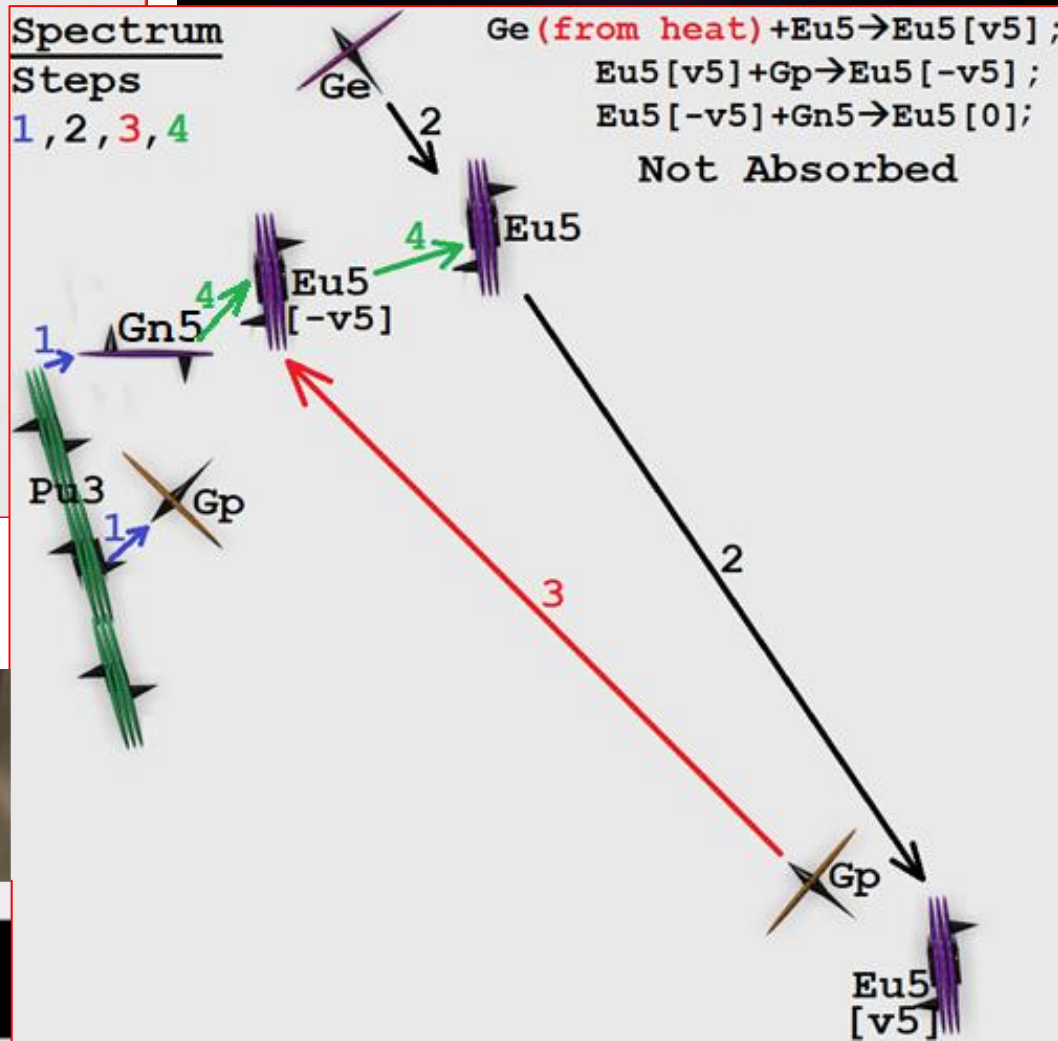 Spectrum
Steps
1,2,3,4
Ge(from heat)+Eu5→Eu5[v5];
Eu5[v5]+Gp→Eu5[-v5];
Eu5[-v5]+Gn5→Eu5[0];
Not Absorbed
Ge
2
Eu5
4
Eu5
[-v5]
4
Gn5
1
Pu3
Gp
1
2
3
Gp
Eu5
[v5]